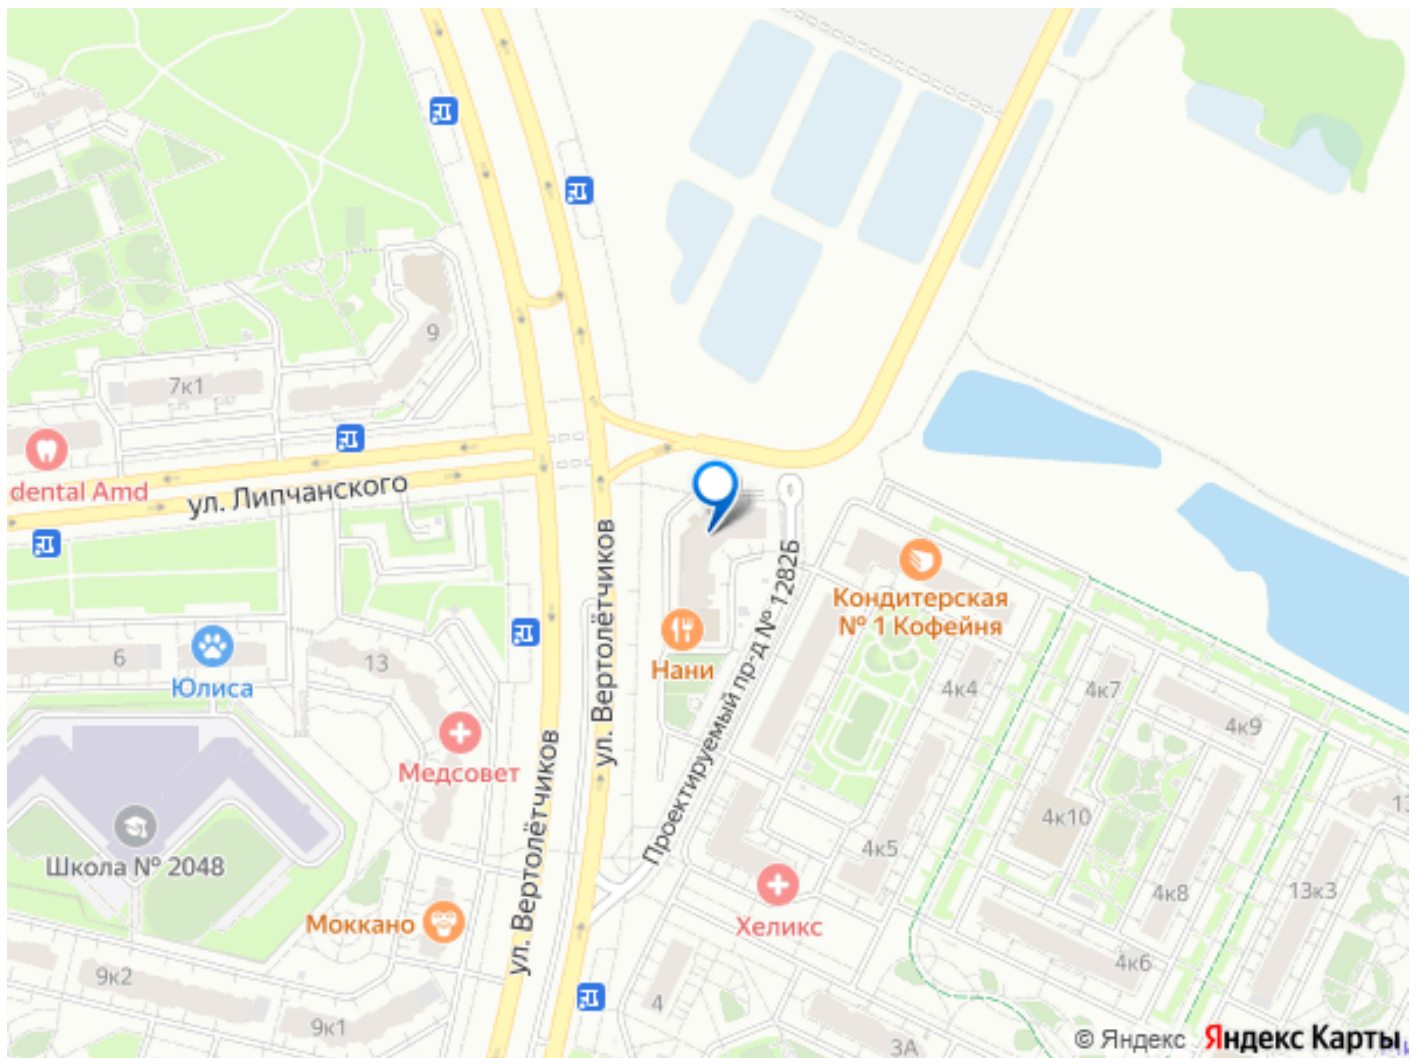 9
7к1
dental Amd
ул. Липчанского
ул. Вертолётчиков
Проектируемый пр-д № 1282Б
Кондитерская
№ 1 Кофейня
Нани
6
Юлиса
13
4к4
4к7
4к9
Медсовет
ул. Вертолётчиков
Школа № 2048
4к10
4к5
13
4к8
13к3
Хеликс
Моккано
9к2
4к6
4
9к1
3А
© Яндекс Яндекс Карты